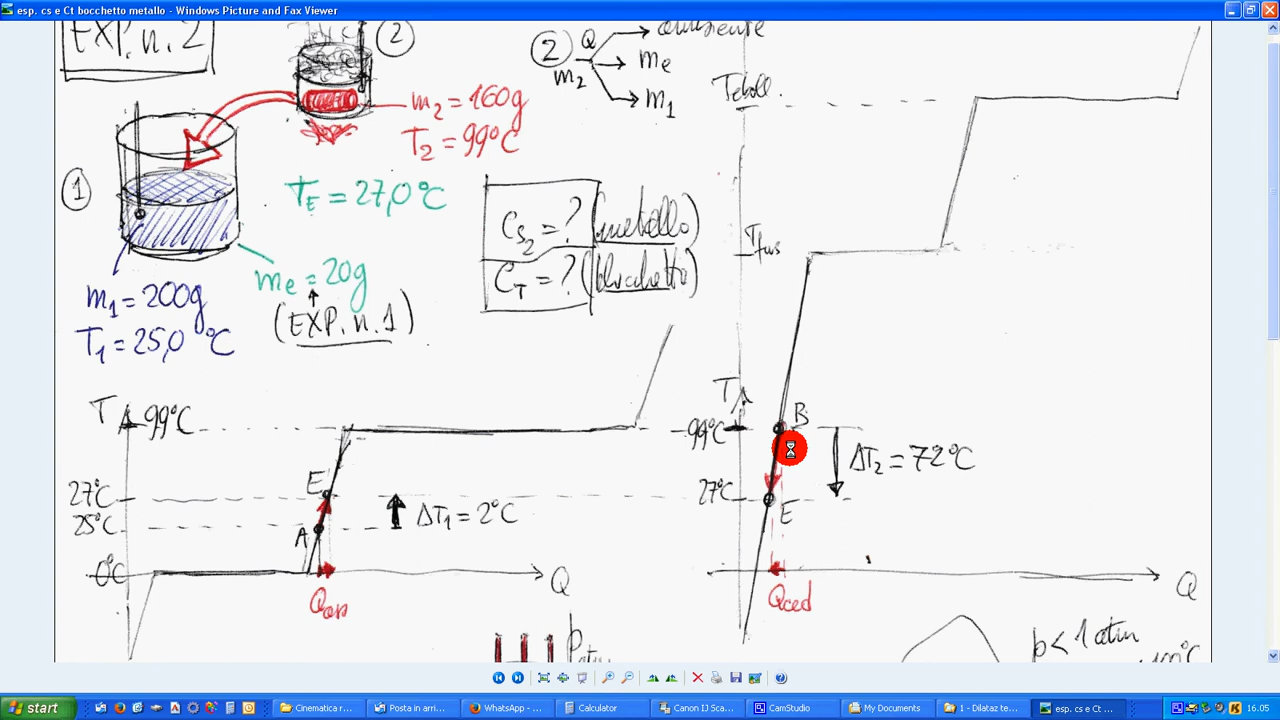 esp. cs e Ct bocchetto metallo - Windows Picture and Fax Viewer
EXP. n. 2
2
2
Q
m2
ambiente
me
m1
m2 = 160g
T2 = 99°C
1
TE = 27,0°C
me = 20g
(EXP. n. 1)
m1 = 200g
T1 = 25,0 °C
CS2 = ? (metallo)
CT = ? (blocchetto)
Teboll.
Tfus
T
99°C
27°C
25°C
0°C
E
A
ΔT1 = 2°C
Q
Qass
T
99°C
27°C
B
E
ΔT2 = 72°C
Qced
Q
Patm
p < 1 atm
100°C
start
Cinematica r...
Posta in arri...
WhatsApp - ...
Calculator
Canon IJ Sca...
CamStudio
My Documents
1 - Dilataz te...
esp. cs e Ct ...
16.05